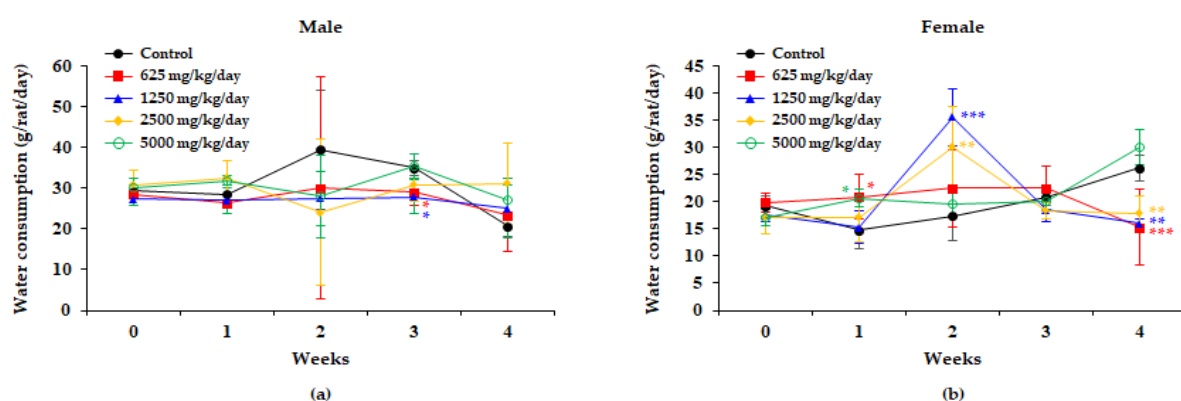 Male
Control
625 mg/kg/day
1250 mg/kg/day
2500 mg/kg/day
5000 mg/kg/day
Water consumption (g/rat/day)
60
50
40
30
20
10
0
*
*
0 1 2 3 4
Weeks
(a)
Female
Control
625 mg/kg/day
1250 mg/kg/day
2500 mg/kg/day
5000 mg/kg/day
Water consumption (g/rat/day)
45
40
35
30
25
20
15
10
5
0
* *
***
**
**
**
***
0 1 2 3 4
Weeks
(b)